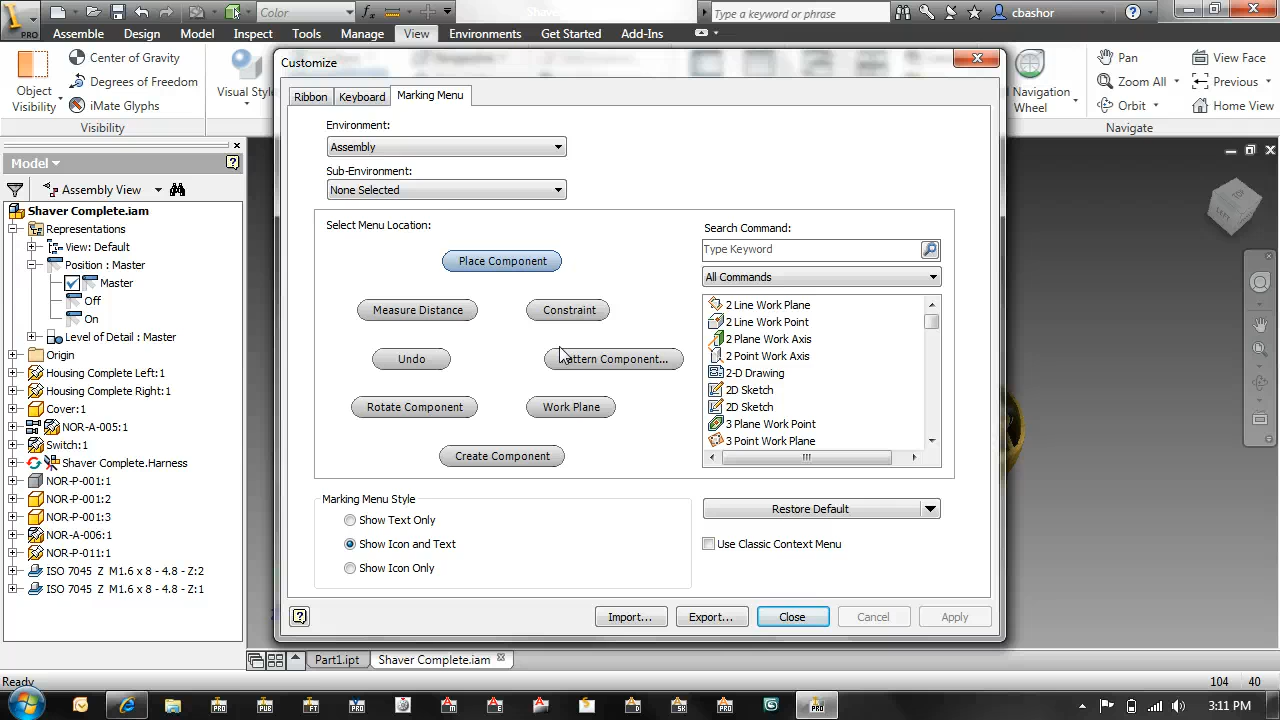 Color
Shaver
Type a keyword or phrase
cbashor
PRO
Assemble Design Model Inspect Tools Manage View Environments Get Started Add-Ins
Object Visibility
Center of Gravity
Degrees of Freedom
iMate Glyphs
Visibility
Visual Style
Navigation Wheel
Pan
Zoom All
Orbit
View Face
Previous
Home View
Navigate
Customize
Ribbon Keyboard Marking Menu
Environment:
Assembly
Sub-Environment:
None Selected
Select Menu Location:
Place Component
Measure Distance
Constraint
Undo
ttern Component...
Rotate Component
Work Plane
Create Component
Search Command:
Type Keyword
All Commands
2 Line Work Plane
2 Line Work Point
2 Plane Work Axis
2 Point Work Axis
2-D Drawing
2D Sketch
2D Sketch
3 Plane Work Point
3 Point Work Plane
Marking Menu Style
Show Text Only
Show Icon and Text
Show Icon Only
Restore Default
Use Classic Context Menu
Import... Export... Close Cancel Apply
Model
Assembly View
Shaver Complete.iam
Representations
View: Default
Position : Master
Master
Off
On
Level of Detail : Master
Origin
Housing Complete Left:1
Housing Complete Right:1
Cover:1
NOR-A-005:1
Switch:1
Shaver Complete.Harness
NOR-P-001:1
NOR-P-001:2
NOR-P-001:3
NOR-A-006:1
NOR-P-011:1
ISO 7045 Z M1.6 x 8 - 4.8 - Z:2
ISO 7045 Z M1.6 x 8 - 4.8 - Z:1
Part1.ipt Shaver Complete.iam
Ready
104 40
3:11 PM